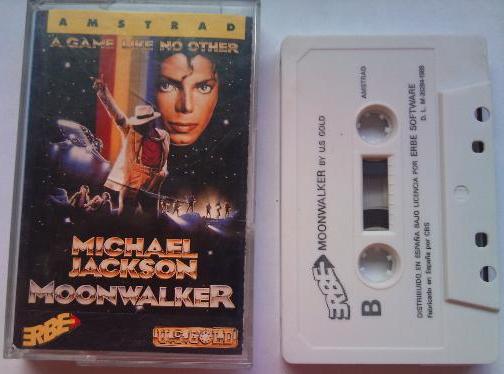 AMSTRAD
A GAME LIKE NO OTHER
MICHAEL
JACKSON
MOONWALKER
ERBE
U.S. GOLD
ERBE
MOONWALKER BY U.S GOLD
AMSTRAD
B
DISTRIBUIDO EN ESPAÑA BAJO LICENCIA POR ERBE SOFTWARE
Fabricado en España por CBS